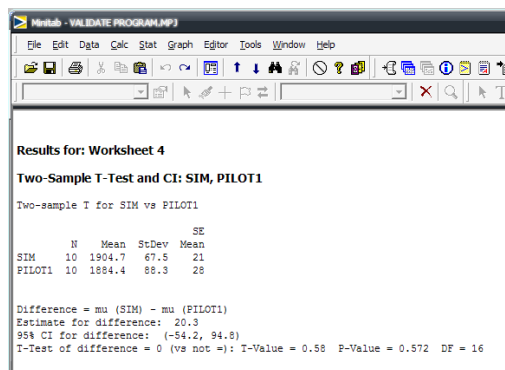 Minitab - VALIDATE PROGRAM.MPJ
File Edit Data Calc Stat Graph Editor Tools Window Help
Results for: Worksheet 4
Two-Sample T-Test and CI: SIM, PILOT1
Two-sample T for SIM vs PILOT1
SE
N Mean StDev Mean
SIM 10 1904.7 67.5 21
PILOT1 10 1884.4 88.3 28
Difference = mu (SIM) - mu (PILOT1)
Estimate for difference: 20.3
95% CI for difference: (-54.2, 94.8)
T-Test of difference = 0 (vs not =): T-Value = 0.58 P-Value = 0.572 DF = 16